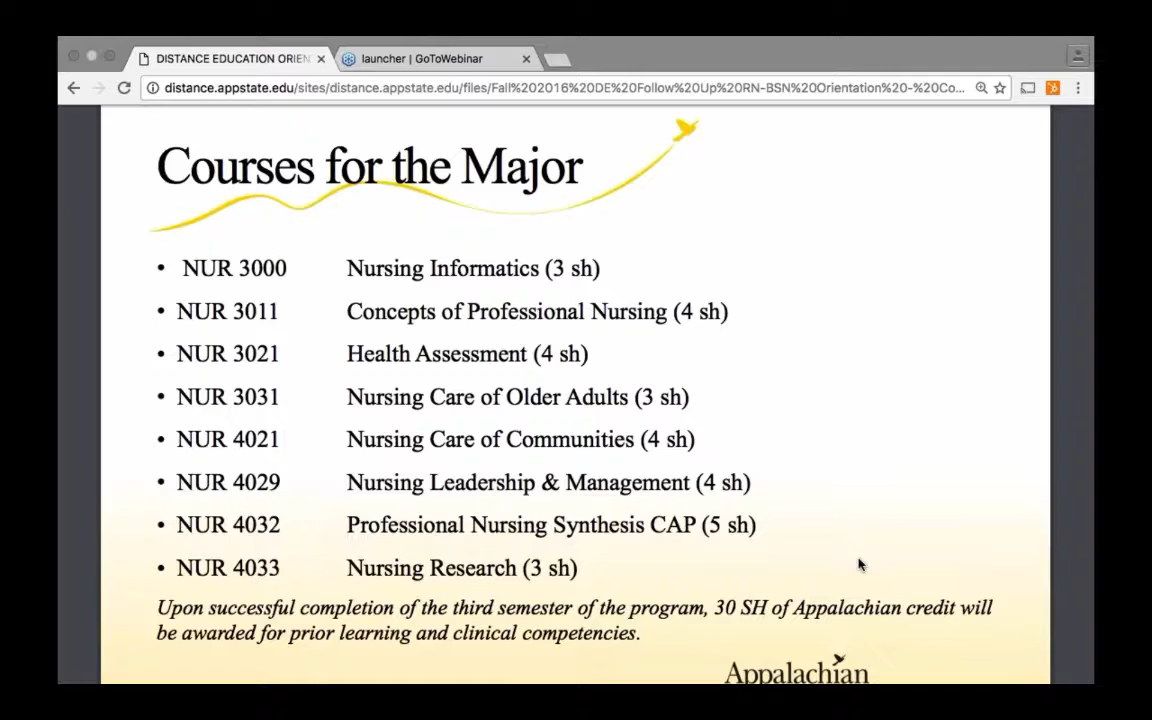 DISTANCE EDUCATION ORIEN
launcher | GoToWebinar
distance.appstate.edu/sites/distance.appstate.edu/files/Fall%202016%20DE%20Follow%20Up%20RN-BSN%20Orientation%20-%20Co...
Courses for the Major
• NUR 3000 Nursing Informatics (3 sh)
• NUR 3011 Concepts of Professional Nursing (4 sh)
• NUR 3021 Health Assessment (4 sh)
• NUR 3031 Nursing Care of Older Adults (3 sh)
• NUR 4021 Nursing Care of Communities (4 sh)
• NUR 4029 Nursing Leadership & Management (4 sh)
• NUR 4032 Professional Nursing Synthesis CAP (5 sh)
• NUR 4033 Nursing Research (3 sh)
Upon successful completion of the third semester of the program, 30 SH of Appalachian credit will
be awarded for prior learning and clinical competencies.
Appalachian